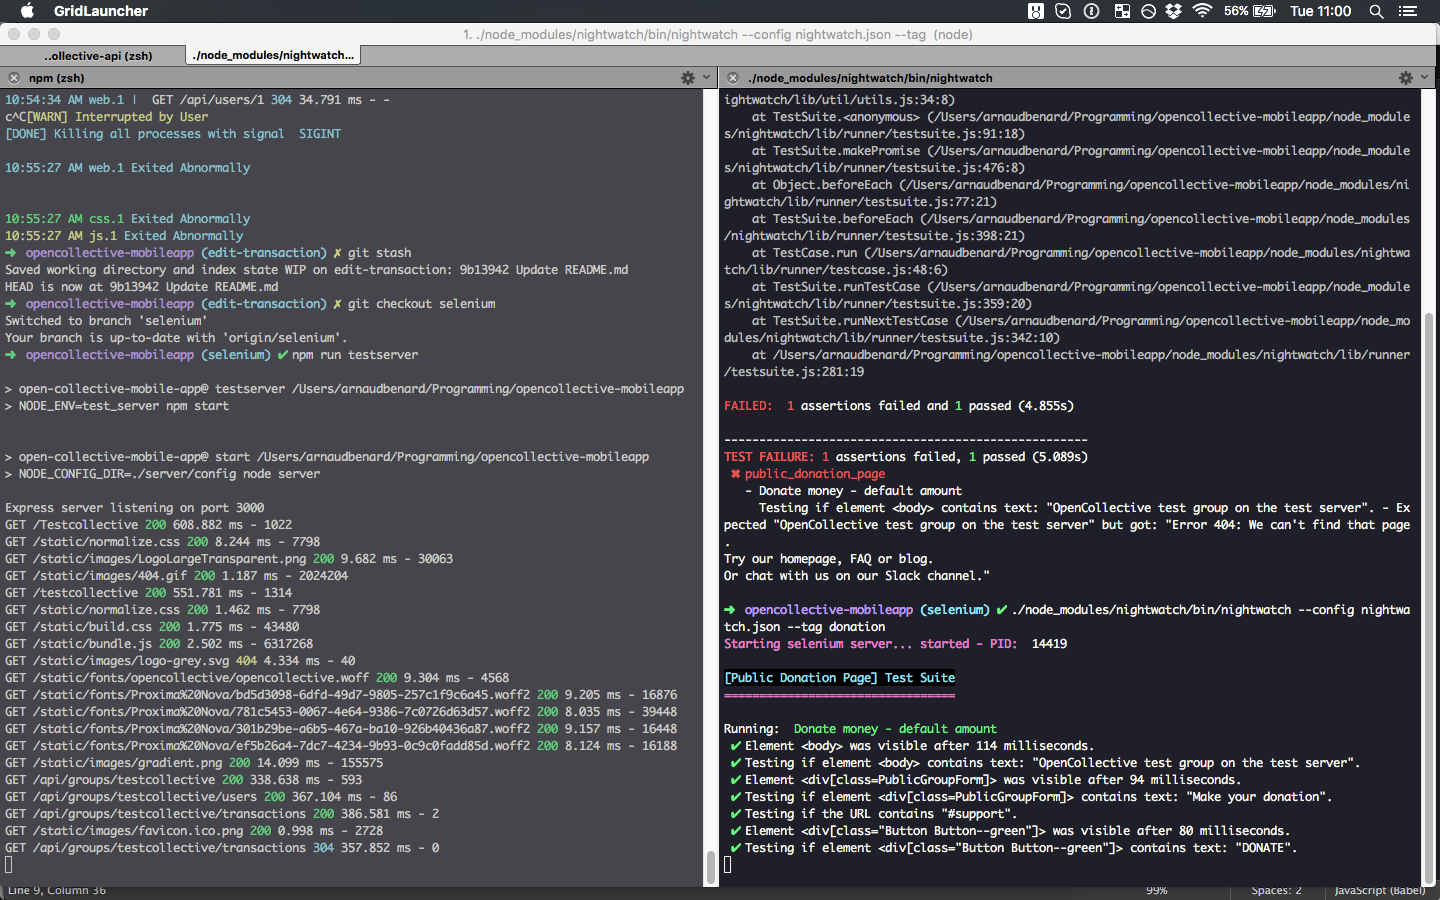 GridLauncher
56%
Tue 11:00
1. ./node_modules/nightwatch/bin/nightwatch --config nightwatch.json --tag (node)
..ollective-api (zsh)
./node_modules/nightwatch...
npm (zsh)
10:54:34 AM web.1 | GET /api/users/1 304 34.791 ms - -
c^C[WARN] Interrupted by User
[DONE] Killing all processes with signal  SIGINT
10:55:27 AM web.1 Exited Abnormally
10:55:27 AM css.1 Exited Abnormally
10:55:27 AM js.1 Exited Abnormally
➜ opencollective-mobileapp (edit-transaction) ✗ git stash
Saved working directory and index state WIP on edit-transaction: 9b13942 Update README.md
HEAD is now at 9b13942 Update README.md
➜ opencollective-mobileapp (edit-transaction) ✗ git checkout selenium
Switched to branch 'selenium'
Your branch is up-to-date with 'origin/selenium'.
➜ opencollective-mobileapp (selenium) ✔ npm run testserver
> open-collective-mobile-app@ testserver /Users/arnaudbenard/Programming/opencollective-mobileapp
> NODE_ENV=test_server npm start
> open-collective-mobile-app@ start /Users/arnaudbenard/Programming/opencollective-mobileapp
> NODE_CONFIG_DIR=./server/config node server
Express server listening on port 3000
GET /Testcollective 200 608.882 ms - 1022
GET /static/normalize.css 200 8.244 ms - 7798
GET /static/images/LogoLargeTransparent.png 200 9.682 ms - 30063
GET /static/images/404.gif 200 1.187 ms - 2024204
GET /testcollective 200 551.781 ms - 1314
GET /static/normalize.css 200 1.462 ms - 7798
GET /static/build.css 200 1.775 ms - 43480
GET /static/bundle.js 200 2.502 ms - 6317268
GET /static/images/logo-grey.svg 404 4.334 ms - 40
GET /static/fonts/opencollective/opencollective.woff 200 9.304 ms - 4568
GET /static/fonts/Proxima%20Nova/bd5d3098-6dfd-49d7-9805-257c1f9c6a45.woff2 200 9.205 ms - 16876
GET /static/fonts/Proxima%20Nova/781c5453-0067-4e64-9386-7c0726d63d57.woff2 200 8.035 ms - 39448
GET /static/fonts/Proxima%20Nova/301b29be-a6b5-467a-ba10-926b40436a87.woff2 200 9.157 ms - 16448
GET /static/fonts/Proxima%20Nova/ef5b26a4-7dc7-4234-9b93-0c9c0fadd85d.woff2 200 8.124 ms - 16188
GET /static/images/gradient.png 200 14.099 ms - 155575
GET /api/groups/testcollective 200 338.638 ms - 593
GET /api/groups/testcollective/users 200 367.104 ms - 86
GET /api/groups/testcollective/transactions 200 386.581 ms - 2
GET /static/images/favicon.ico.png 200 0.998 ms - 2728
GET /api/groups/testcollective/transactions 304 357.852 ms - 0
./node_modules/nightwatch/bin/nightwatch
ightwatch/lib/util/utils.js:34:8)
at TestSuite.<anonymous> (/Users/arnaudbenard/Programming/opencollective-mobileapp/node_module
s/nightwatch/lib/runner/testsuite.js:91:18)
at TestSuite.makePromise (/Users/arnaudbenard/Programming/opencollective-mobileapp/node_module
s/nightwatch/lib/runner/testsuite.js:476:8)
at Object.beforeEach (/Users/arnaudbenard/Programming/opencollective-mobileapp/node_modules/ni
ghtwatch/lib/runner/testsuite.js:77:21)
at TestSuite.beforeEach (/Users/arnaudbenard/Programming/opencollective-mobileapp/node_modules
/nightwatch/lib/runner/testsuite.js:398:21)
at TestCase.run (/Users/arnaudbenard/Programming/opencollective-mobileapp/node_modules/nightwa
tch/lib/runner/testcase.js:48:6)
at TestSuite.runTestCase (/Users/arnaudbenard/Programming/opencollective-mobileapp/node_module
s/nightwatch/lib/runner/testsuite.js:359:20)
at TestSuite.runNextTestCase (/Users/arnaudbenard/Programming/opencollective-mobileapp/node_mo
dules/nightwatch/lib/runner/testsuite.js:342:10)
at /Users/arnaudbenard/Programming/opencollective-mobileapp/node_modules/nightwatch/lib/runner
/testsuite.js:281:19
FAILED:  1 assertions failed and 1 passed (4.855s)
----------------------------------------------------
TEST FAILURE: 1 assertions failed, 1 passed (5.089s)
✖ public_donation_page
- Donate money - default amount
Testing if element <body> contains text: "OpenCollective test group on the test server". - Ex
pected "OpenCollective test group on the test server" but got: "Error 404: We can't find that page
.
Try our homepage, FAQ or blog.
Or chat with us on our Slack channel."
➜ opencollective-mobileapp (selenium) ✔ ./node_modules/nightwatch/bin/nightwatch --config nightwa
tch.json --tag donation
Starting selenium server... started - PID:  14419
[Public Donation Page] Test Suite
=================================
Running:  Donate money - default amount
✔ Element <body> was visible after 114 milliseconds.
✔ Testing if element <body> contains text: "OpenCollective test group on the test server".
✔ Element <div[class=PublicGroupForm]> was visible after 94 milliseconds.
✔ Testing if element <div[class=PublicGroupForm]> contains text: "Make your donation".
✔ Testing if the URL contains "#support".
✔ Element <div[class="Button Button--green"]> was visible after 80 milliseconds.
✔ Testing if element <div[class="Button Button--green"]> contains text: "DONATE".
Line 9, Column 36
99%
Spaces: 2
JavaScript (Babel)